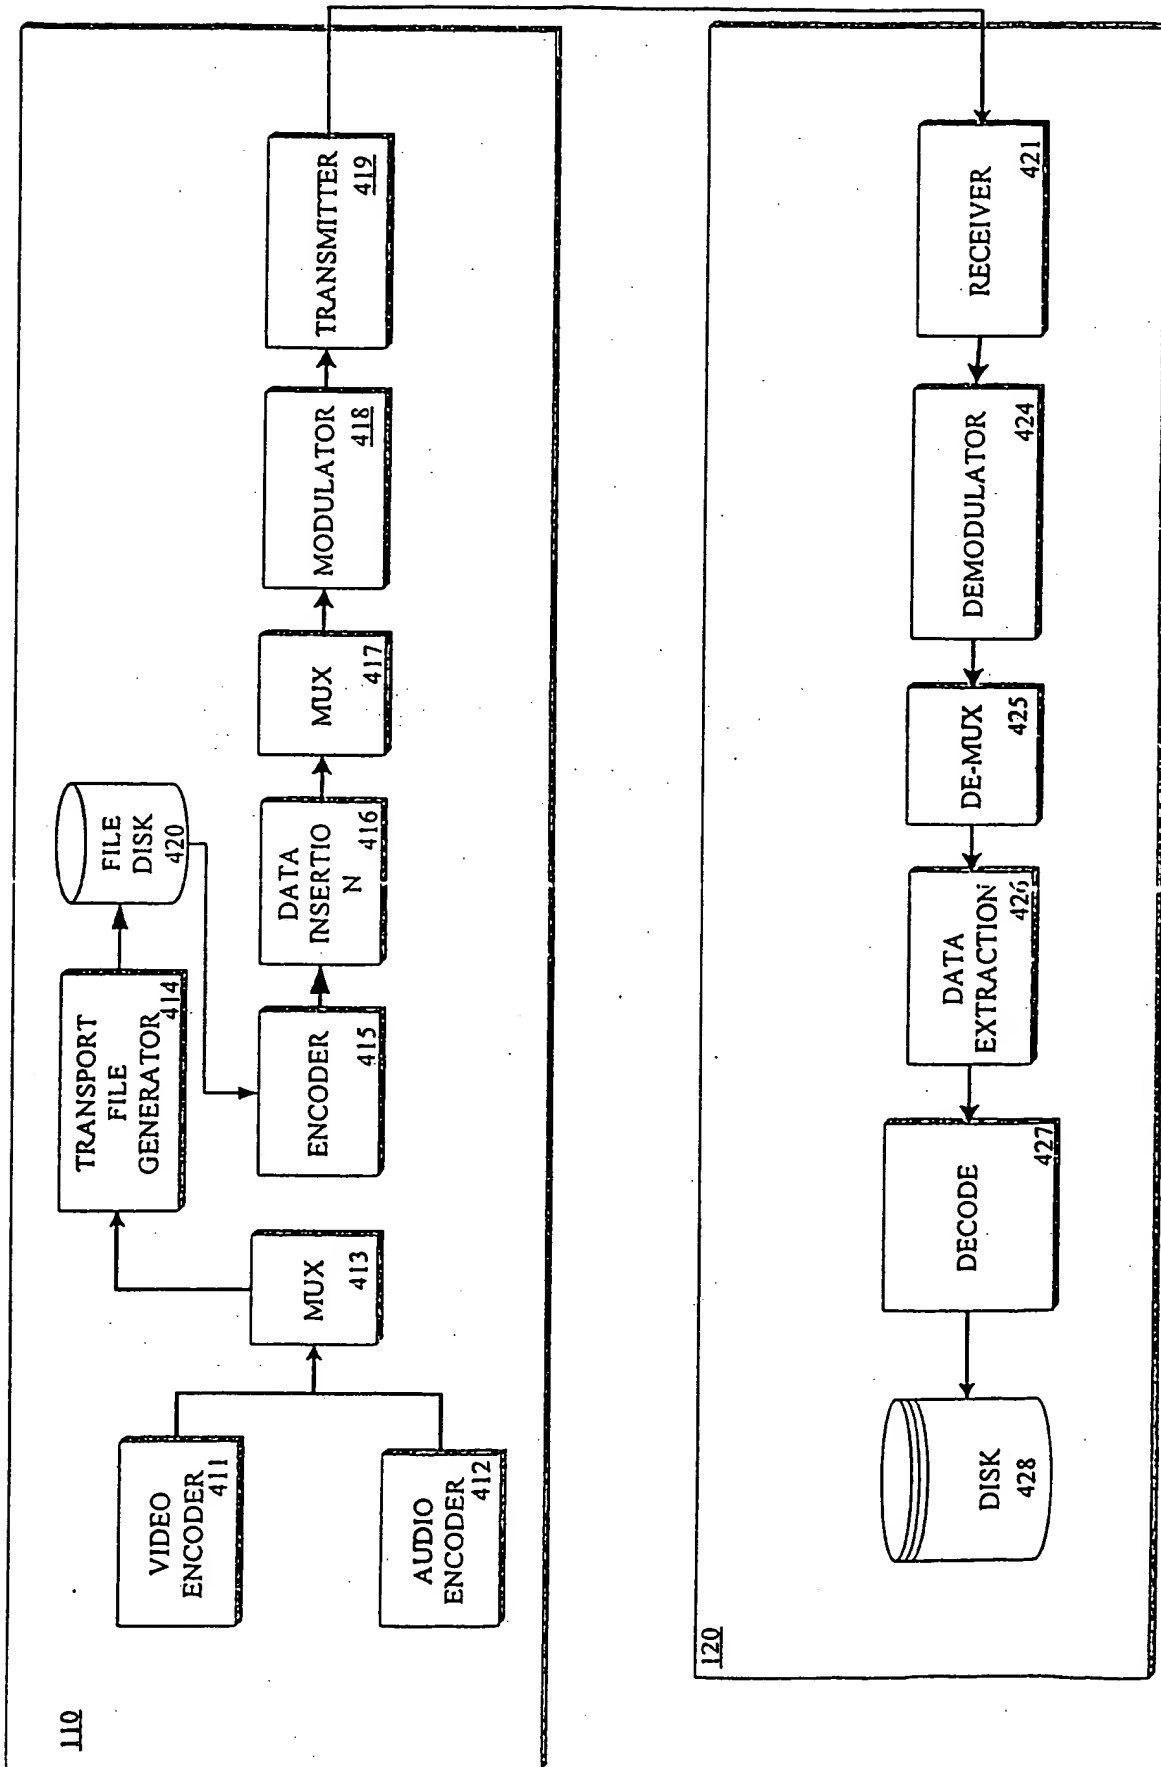 110
VIDEO
ENCODER
411
AUDIO
ENCODER
412
MUX
413
TRANSPORT
FILE
GENERATOR
414
FILE
DISK
420
ENCODER
415
DATA
INSERTIO
N
416
MUX
417
MODULATOR
418
TRANSMITTER
419
120
RECEIVER
421
DEMODULATOR
424
DE-MUX
425
DATA
EXTRACTION
426
DECODE
427
DISK
428